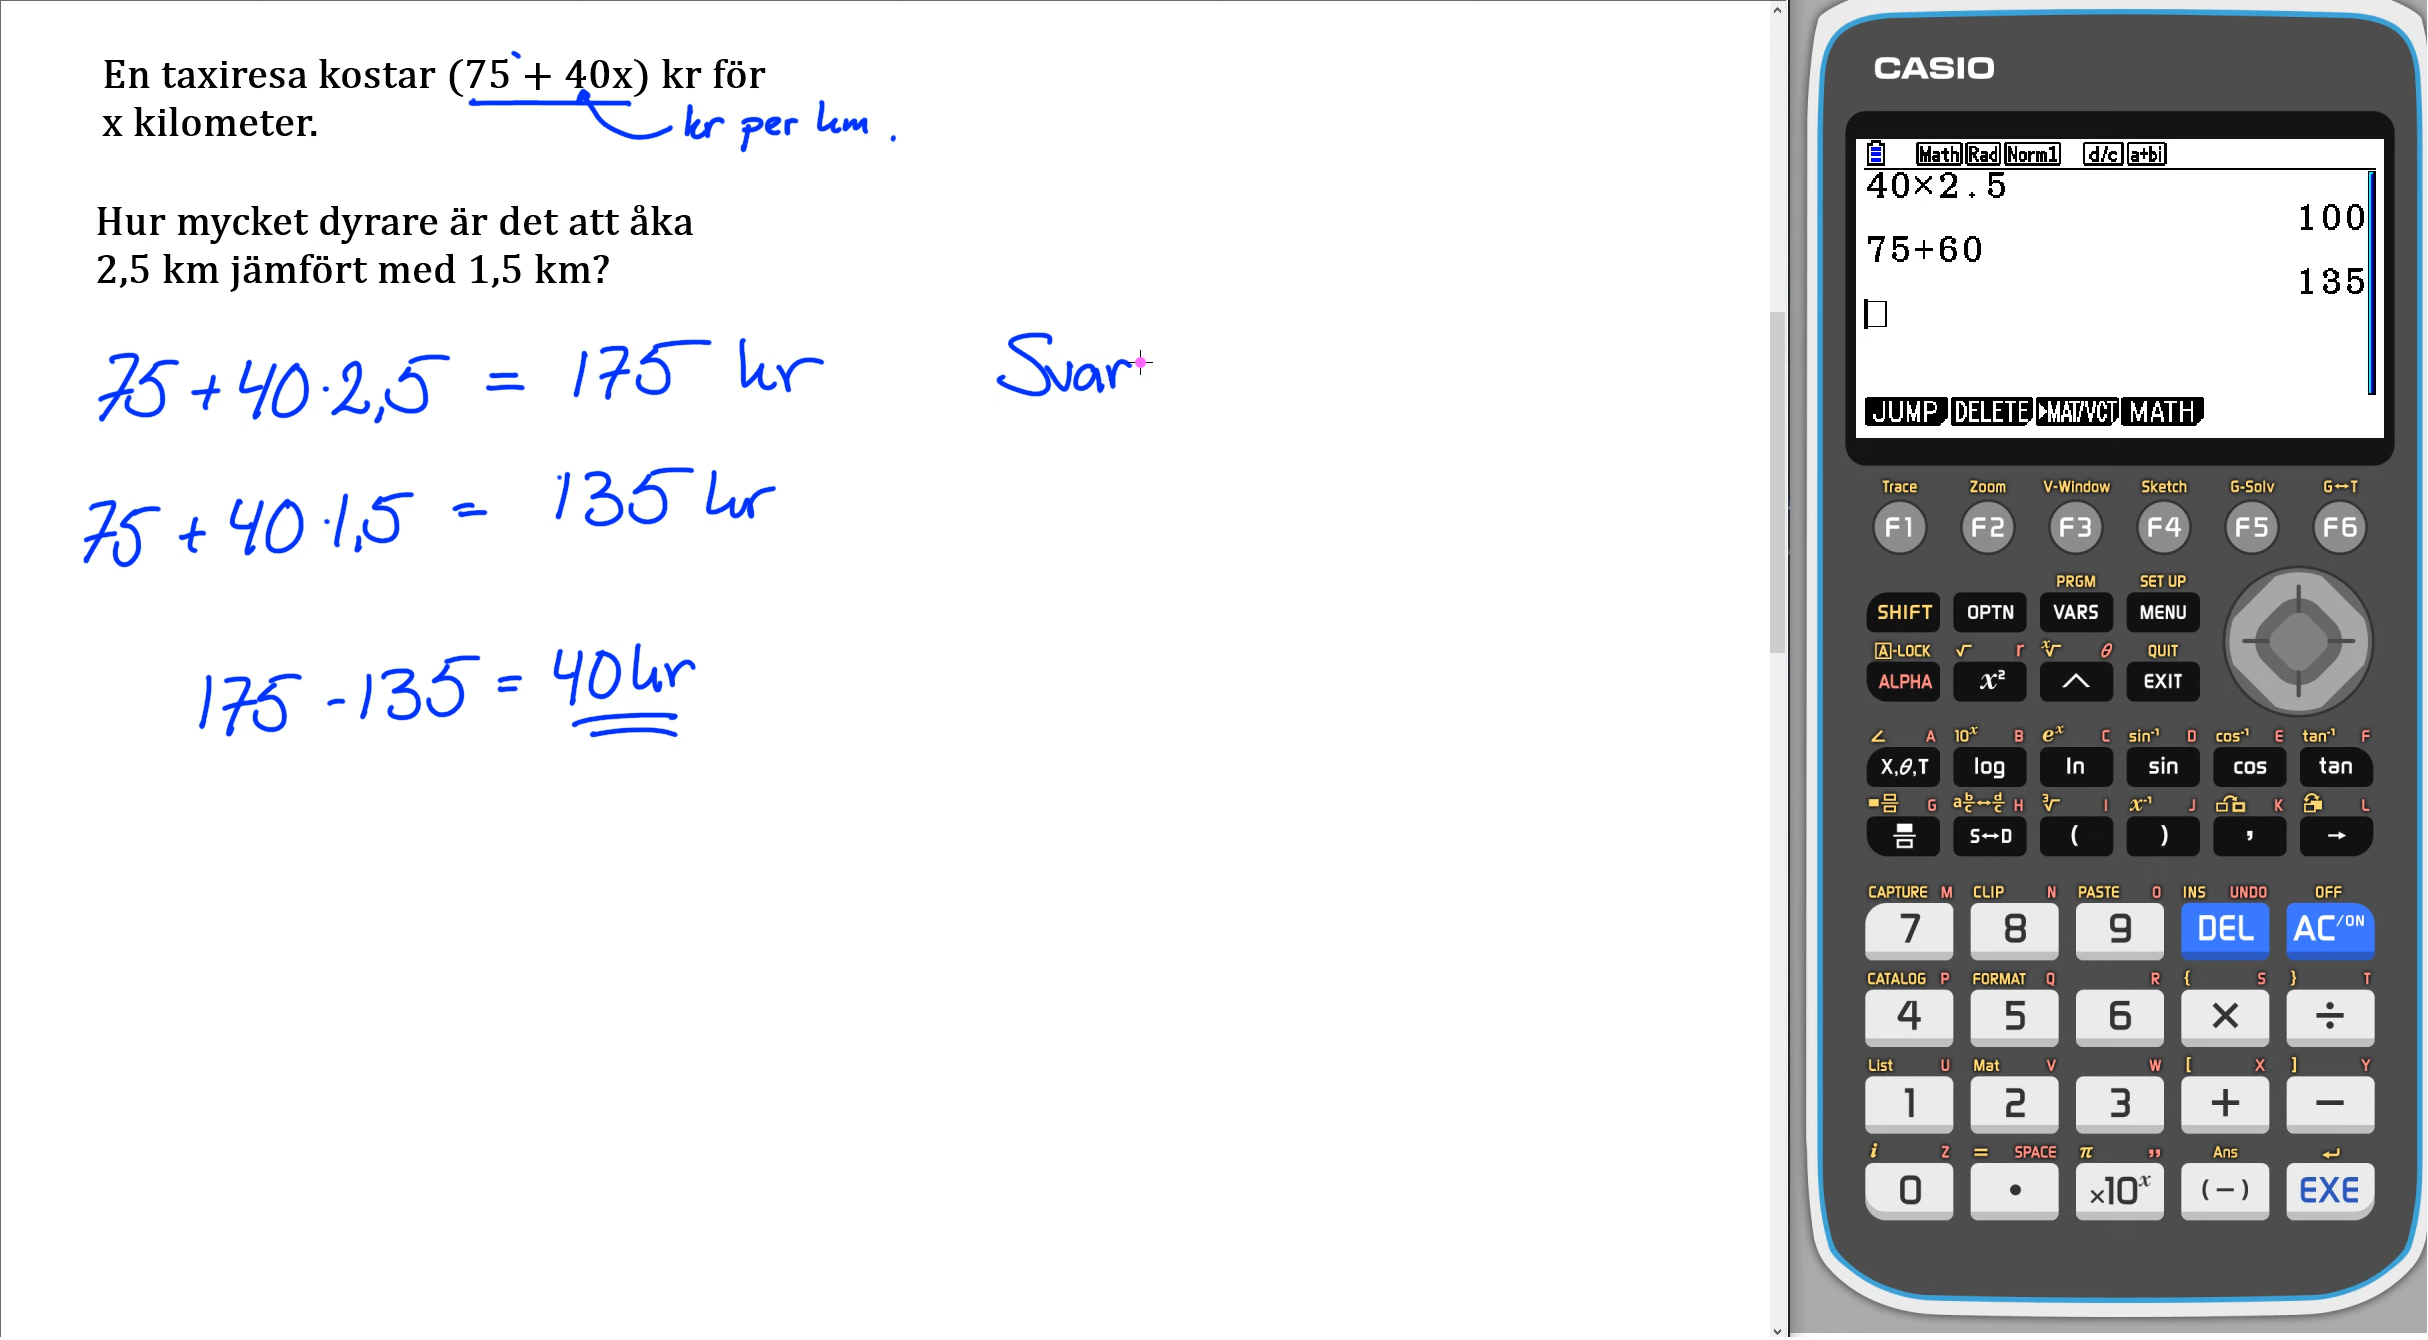 En taxiresa kostar (75 + 40x) kr för
x kilometer.
kr per km .
Hur mycket dyrare är det att åka
2,5 km jämfört med 1,5 km?
75 + 40 · 2,5 = 175 kr
Svar
75 + 40 · 1,5 = 135 kr
175 - 135 = 40 kr
CASIO
Math Rad Norm1 d/c a+bi
40×2.5
100
75+60
135
JUMP DELETE ▶MAT/VCT MATH
Trace Zoom V-Window Sketch G-Solv G↔T
F1 F2 F3 F4 F5 F6
PRGM SET UP
SHIFT OPTN VARS MENU
A-LOCK √ r ˣ√ θ QUIT
ALPHA x² ^ EXIT
∠ A 10ˣ B eˣ C sin⁻¹ D cos⁻¹ E tan⁻¹ F
X,θ,T log ln sin cos tan
G a b/c↔d/c H ³√ I x⁻¹ J K L
S↔D ( ) , →
CAPTURE M CLIP N PASTE O INS UNDO OFF
7 8 9 DEL AC/ON
CATALOG P FORMAT Q R { S } T
4 5 6 × ÷
List U Mat V W [ X ] Y
1 2 3 + −
i Z = SPACE π " Ans ↵
0 • ×10ˣ (−) EXE